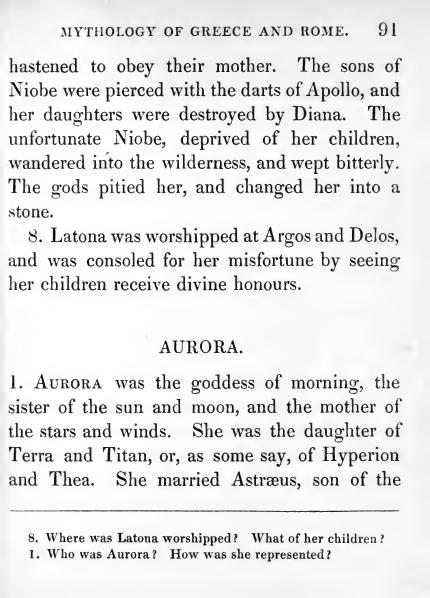 MYTHOLOGY OF GREECE AND ROME. 91
hastened to obey their mother. The sons of
Niobe were pierced with the darts of Apollo, and
her daughters were destroyed by Diana. The
unfortunate Niobe, deprived of her children,
wandered into the wilderness, and wept bitterly.
The gods pitied her, and changed her into a
stone.
8. Latona was worshipped at Argos and Delos,
and was consoled for her misfortune by seeing
her children receive divine honours.
AURORA.
1. AURORA was the goddess of morning, the
sister of the sun and moon, and the mother of
the stars and winds. She was the daughter of
Terra and Titan, or, as some say, of Hyperion
and Thea. She married Astræus, son of the
8. Where was Latona worshipped? What of her children?
1. Who was Aurora? How was she represented?